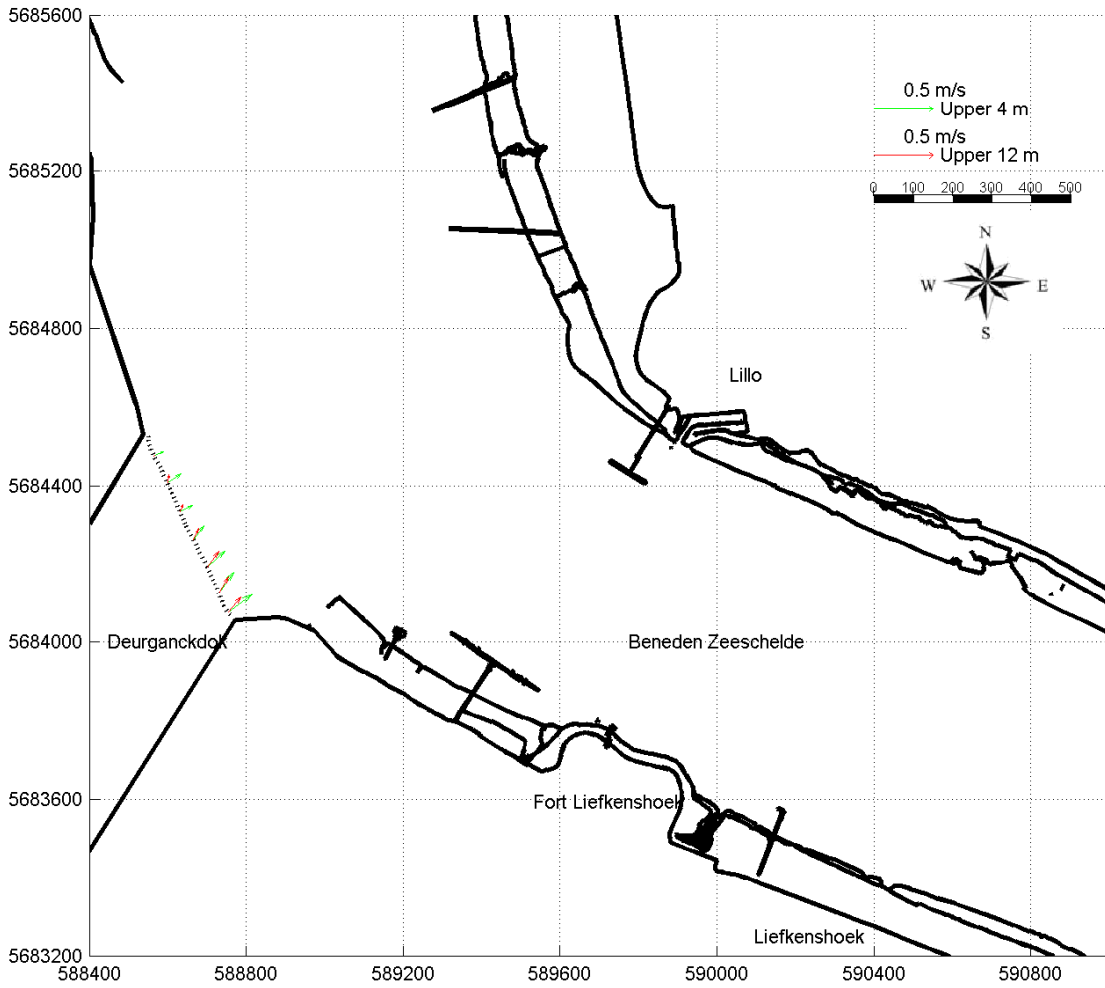 5685600
5685200
5684800
5684400
5684000
5683600
5683200
588400 588800 589200 589600 590000 590400 590800
0.5 m/s
Upper 4 m
0.5 m/s
Upper 12 m
0 100 200 300 400 500
N
W E
S
Lillo
Deurganckdok
Beneden Zeeschelde
Fort Liefkenshoek
Liefkenshoek